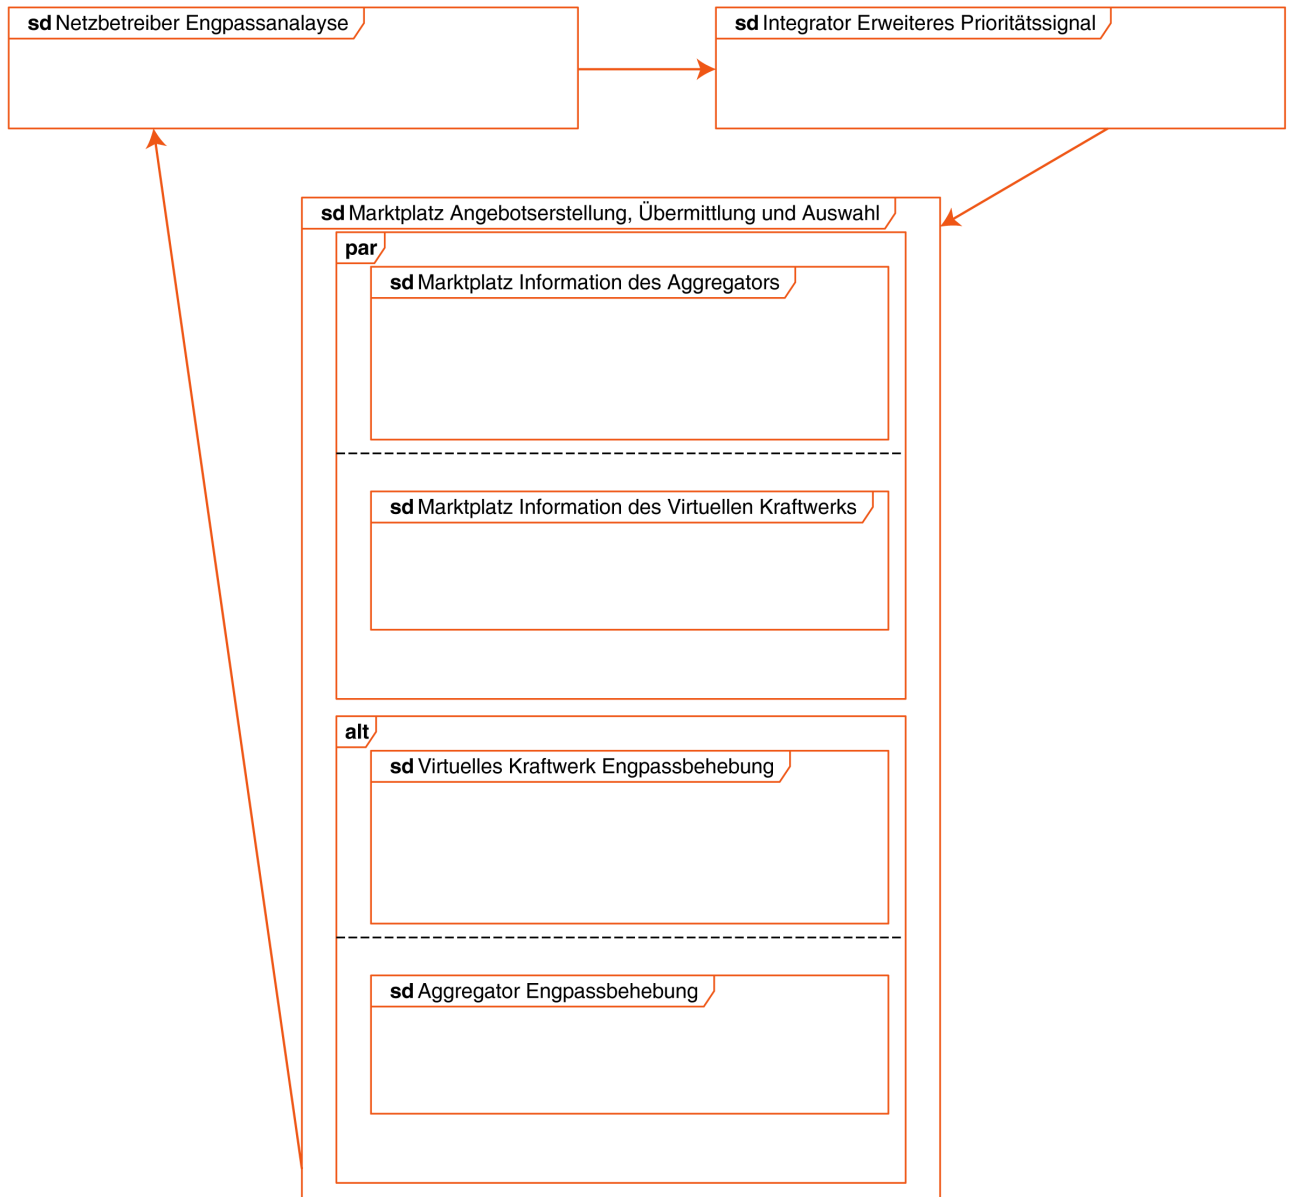 sd Netzbetreiber Engpassanalayse
sd Integrator Erweiteres Prioritätssignal
sd Marktplatz Angebotserstellung, Übermittlung und Auswahl
par
sd Marktplatz Information des Aggregators
sd Marktplatz Information des Virtuellen Kraftwerks
alt
sd Virtuelles Kraftwerk Engpassbehebung
sd Aggregator Engpassbehebung